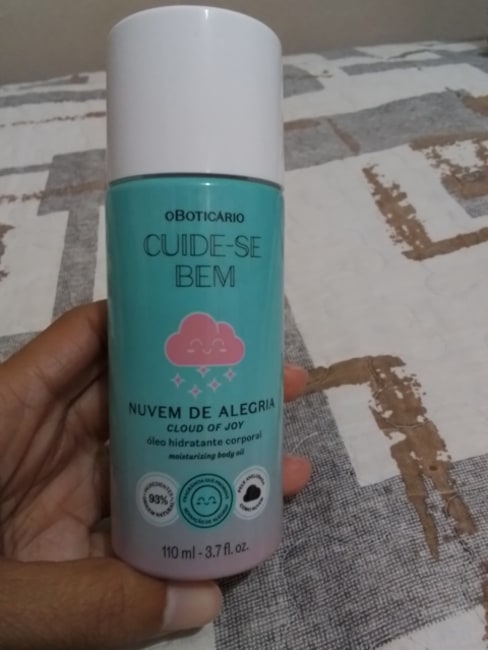 oBOTICÁRIO
CUIDE-SE
BEM
NUVEM DE ALEGRIA
CLOUD OF JOY
óleo hidratante corporal
moisturizing body oil
93%
110 ml - 3.7 fl. oz.